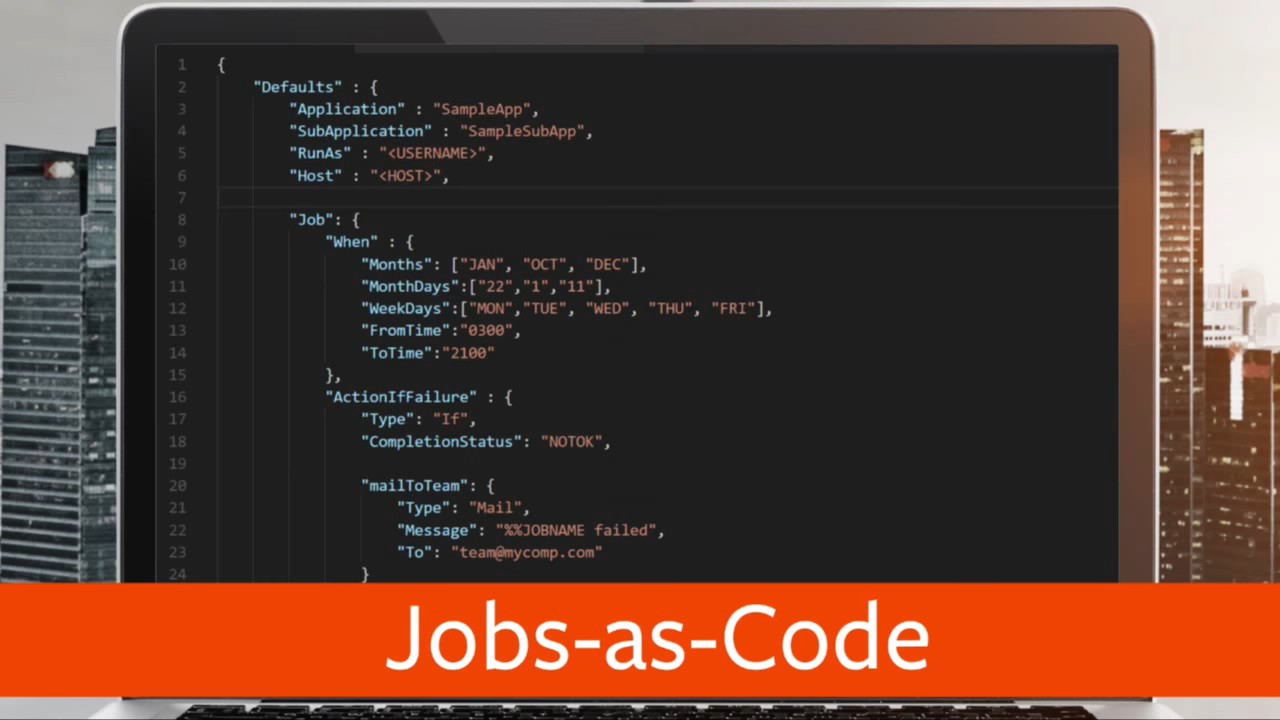 1 {
2 "Defaults" : {
3 "Application" : "SampleApp",
4 "SubApplication" : "SampleSubApp",
5 "RunAs" : "<USERNAME>",
6 "Host" : "<HOST>",
7
8 "Job": {
9 "When" : {
10 "Months": ["JAN", "OCT", "DEC"],
11 "MonthDays":["22","1","11"],
12 "WeekDays":["MON","TUE", "WED", "THU", "FRI"],
13 "FromTime":"0300",
14 "ToTime":"2100"
15 },
16 "ActionIfFailure" : {
17 "Type": "If",
18 "CompletionStatus": "NOTOK",
19
20 "mailToTeam": {
21 "Type": "Mail",
22 "Message": "%%JOBNAME failed",
23 "To": "team@mycomp.com"
24 }
Jobs-as-Code